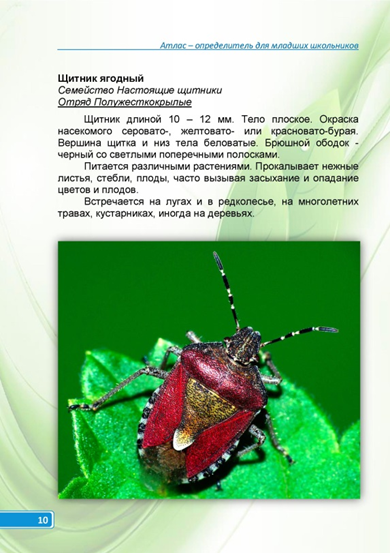 Атлас – определитель для младших школьников
Щитник ягодный
Семейство Настоящие щитники
Отряд Полужесткокрылые
Щитник длиной 10 – 12 мм. Тело плоское. Окраска
насекомого серовато-, желтовато- или красновато-бурая.
Вершина щитка и низ тела беловатые. Брюшной ободок -
черный со светлыми поперечными полосками.
Питается различными растениями. Прокалывает нежные
листья, стебли, плоды, часто вызывая засыхание и опадание
цветов и плодов.
Встречается на лугах и в редколесье, на многолетних
травах, кустарниках, иногда на деревьях.
10